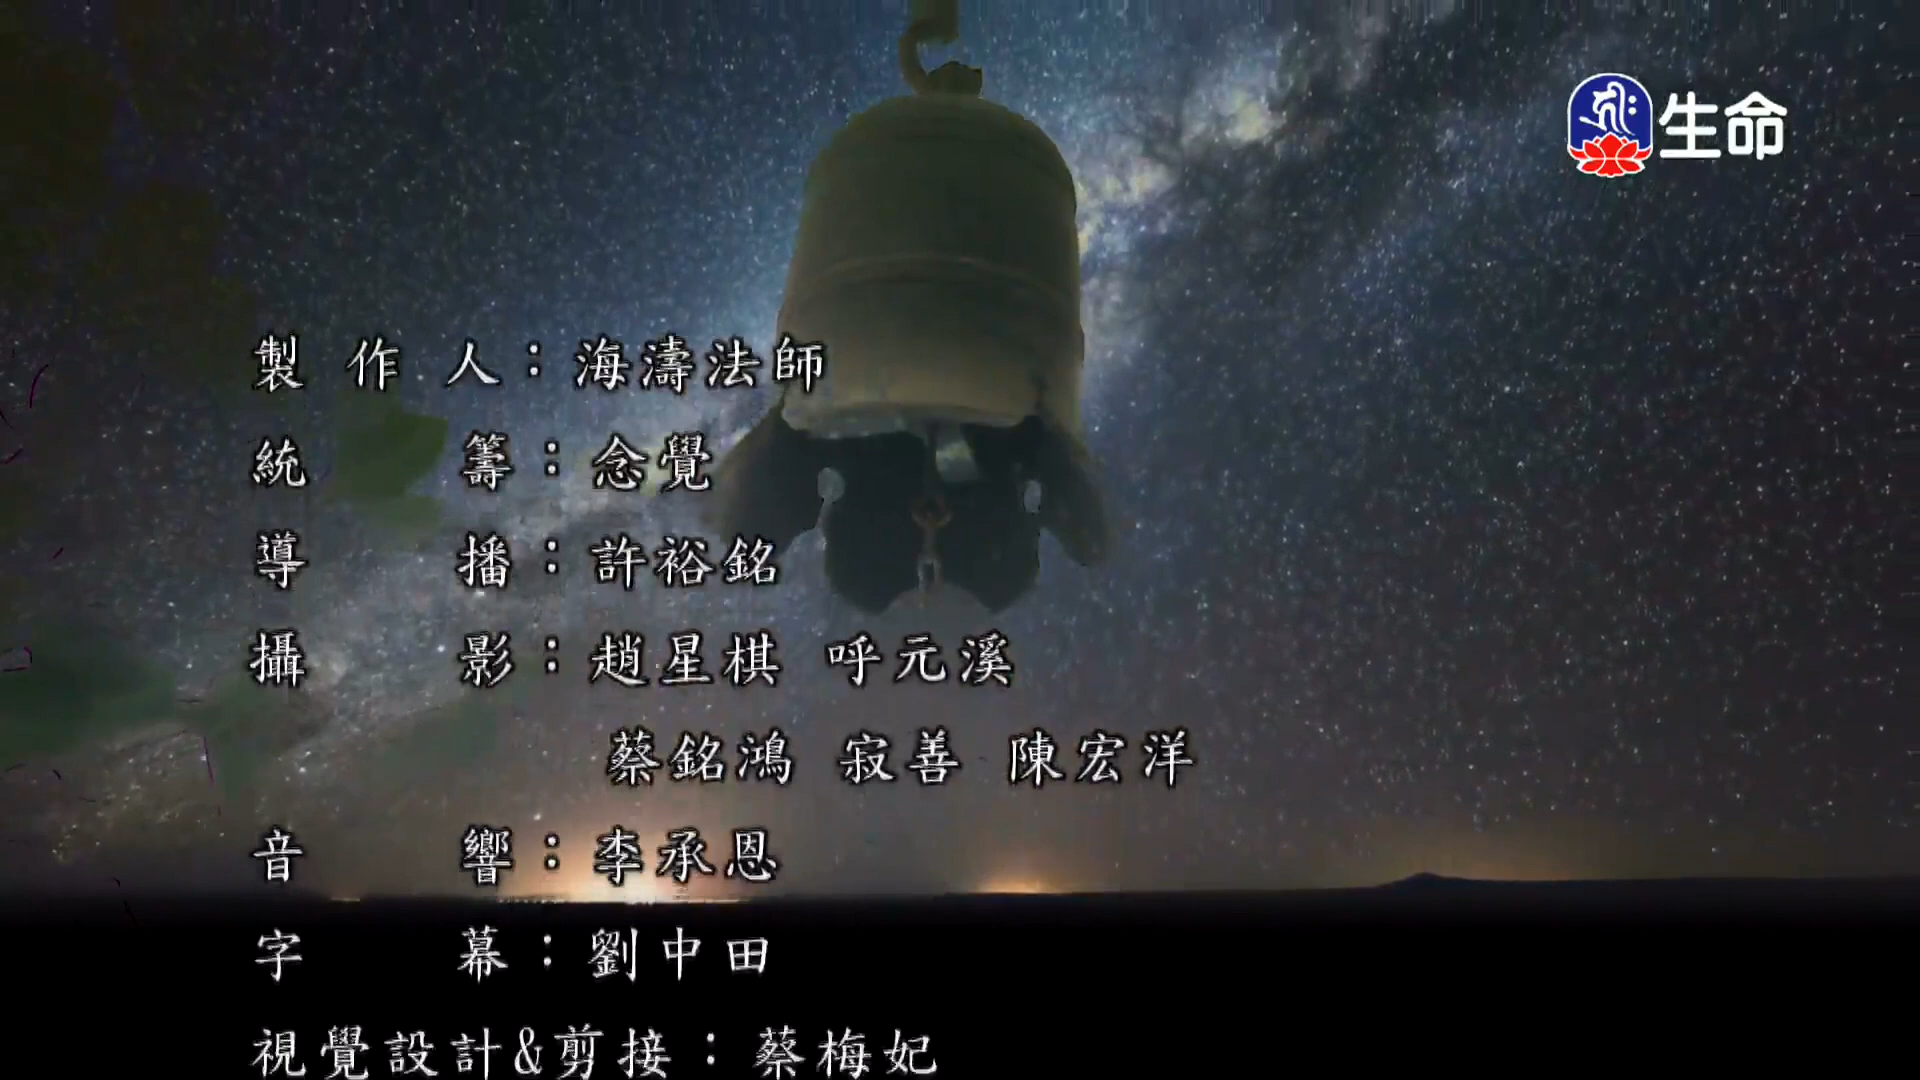 生命
製作人：海濤法師
統籌：念覺
導播：許裕銘
攝影：趙星棋 呼元溪
蔡銘鴻 寂善 陳宏洋
音響：李承恩
字幕：劉中田
視覺設計&剪接：蔡梅妃